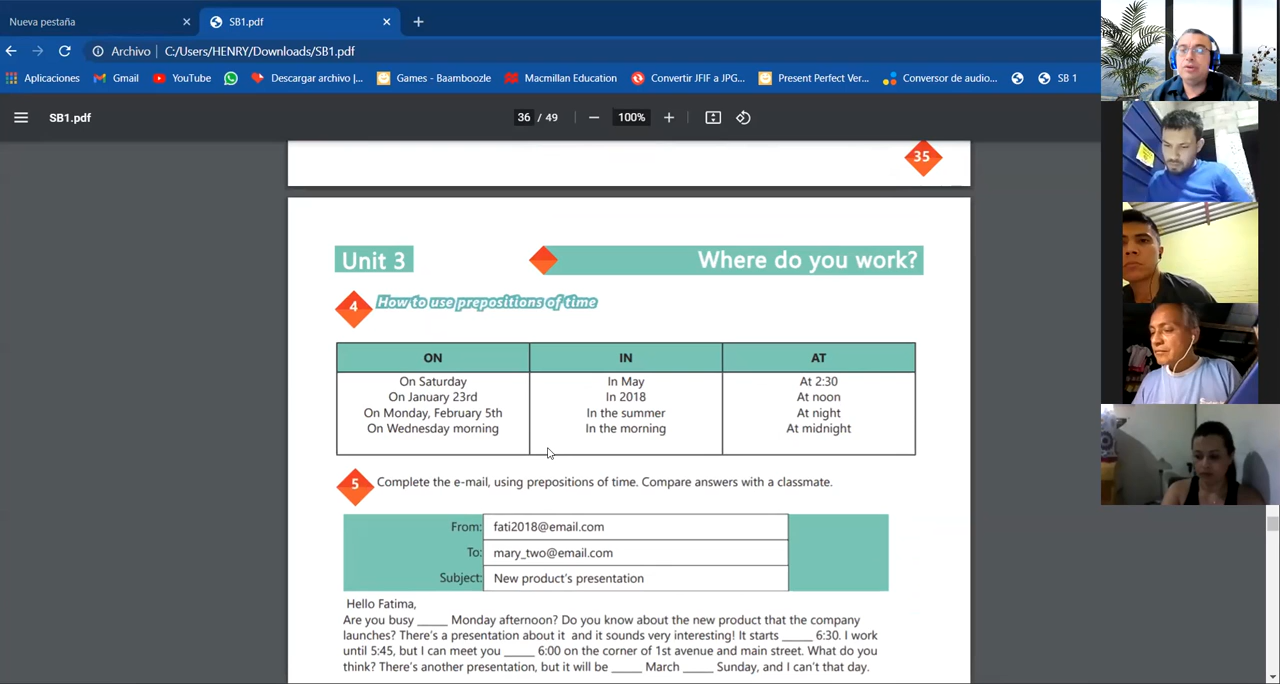 Nueva pestaña
SB1.pdf
Archivo | C:/Users/HENRY/Downloads/SB1.pdf
Aplicaciones Gmail YouTube Descargar archivo |... Games - Baamboozle Macmillan Education Convertir JFIF a JPG... Present Perfect Ver... Conversor de audio... SB 1
SB1.pdf 36 / 49 100%
35
Unit 3 Where do you work?
4 How to use prepositions of time
ON IN AT
On Saturday In May At 2:30
On January 23rd In 2018 At noon
On Monday, February 5th In the summer At night
On Wednesday morning In the morning At midnight
5 Complete the e-mail, using prepositions of time. Compare answers with a classmate.
From: fati2018@email.com
To: mary_two@email.com
Subject: New product's presentation
Hello Fatima,
Are you busy _____ Monday afternoon? Do you know about the new product that the company
launches? There's a presentation about it and it sounds very interesting! It starts _____ 6:30. I work
until 5:45, but I can meet you _____ 6:00 on the corner of 1st avenue and main street. What do you
think? There's another presentation, but it will be _____ March _____ Sunday, and I can't that day.